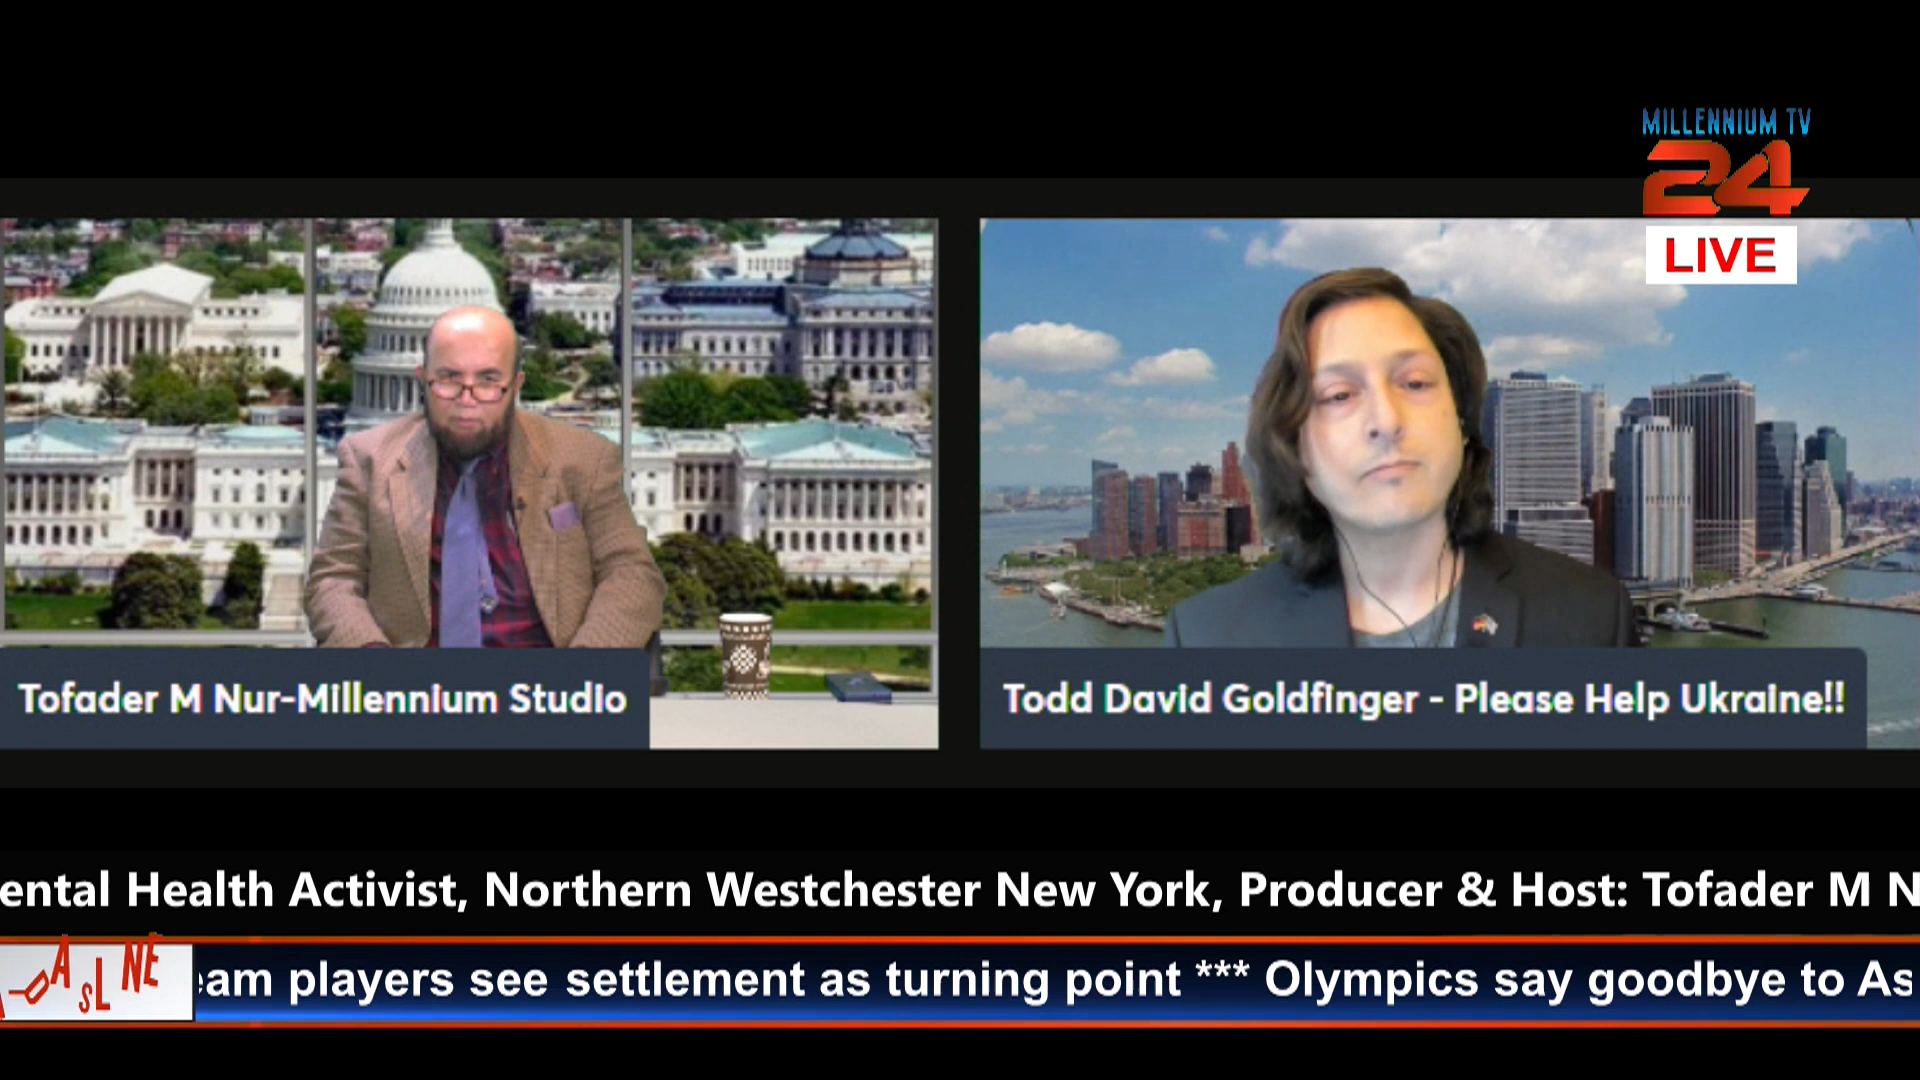 MILLENNIUM TV
24
LIVE
Tofader M Nur-Millennium Studio
Todd David Goldfinger - Please Help Ukraine!!
ental Health Activist, Northern Westchester New York, Producer & Host: Tofader M N
eam players see settlement as turning point *** Olympics say goodbye to As